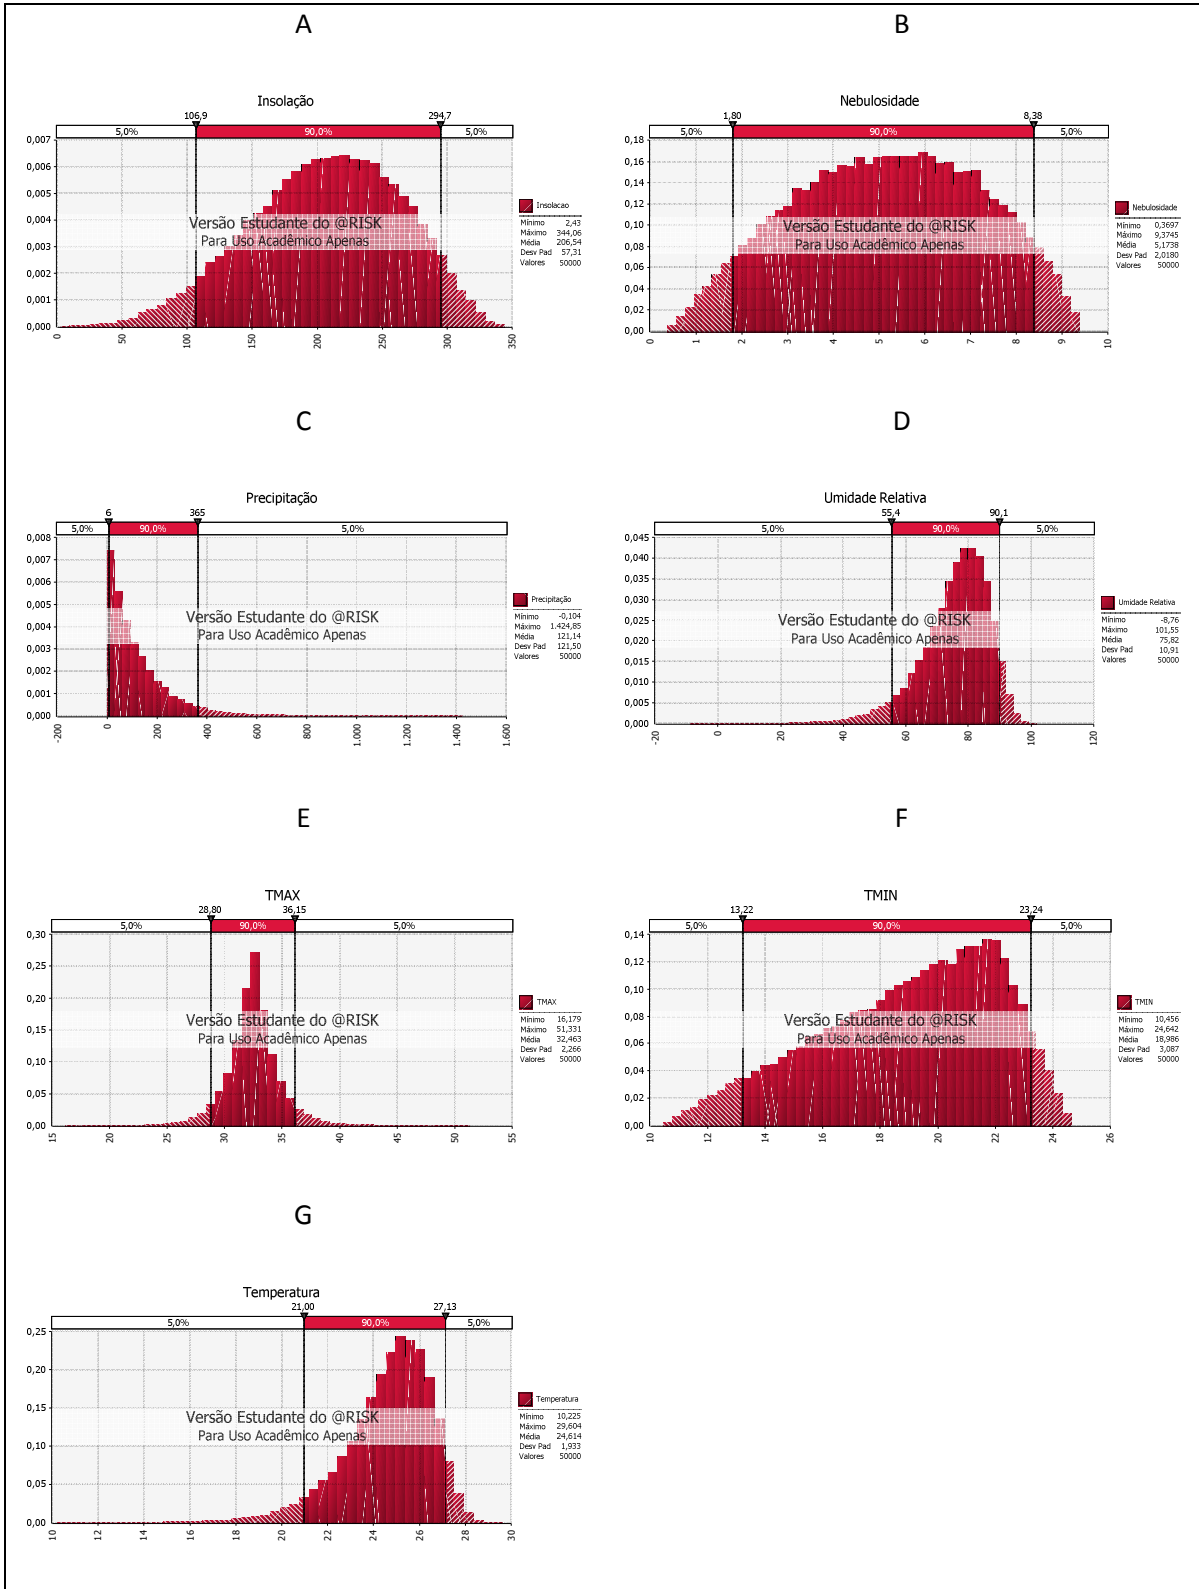 A
Insolação
106,9 294,7
5,0% 90,0% 5,0%
0,007
0,006
0,005
0,004
0,003
0,002
0,001
0,000
0 50 100 150 200 250 300 350
Versão Estudante do @RISK
Para Uso Acadêmico Apenas
Insolacao
Mínimo 2,43
Máximo 344,06
Média 206,54
Desv Pad 57,31
Valores 50000
B
Nebulosidade
1,80 8,38
5,0% 90,0% 5,0%
0,18
0,16
0,14
0,12
0,10
0,08
0,06
0,04
0,02
0,00
0 1 2 3 4 5 6 7 8 9 10
Versão Estudante do @RISK
Para Uso Acadêmico Apenas
Nebulosidade
Mínimo 0,3697
Máximo 9,3745
Média 5,1738
Desv Pad 2,0180
Valores 50000
C
Precipitação
6 365
5,0% 90,0% 5,0%
0,008
0,007
0,006
0,005
0,004
0,003
0,002
0,001
0,000
-200 0 200 400 600 800 1.000 1.200 1.400 1.600
Versão Estudante do @RISK
Para Uso Acadêmico Apenas
Precipitação
Mínimo -0,104
Máximo 1.424,85
Média 121,14
Desv Pad 121,50
Valores 50000
D
Umidade Relativa
55,4 90,1
5,0% 90,0% 5,0%
0,045
0,040
0,035
0,030
0,025
0,020
0,015
0,010
0,005
0,000
-20 0 20 40 60 80 100 120
Versão Estudante do @RISK
Para Uso Acadêmico Apenas
Umidade Relativa
Mínimo -8,76
Máximo 101,55
Média 75,82
Desv Pad 10,91
Valores 50000
E
TMAX
28,80 36,15
5,0% 90,0% 5,0%
0,30
0,25
0,20
0,15
0,10
0,05
0,00
15 20 25 30 35 40 45 50 55
Versão Estudante do @RISK
Para Uso Acadêmico Apenas
TMAX
Mínimo 16,179
Máximo 51,331
Média 32,463
Desv Pad 2,266
Valores 50000
F
TMIN
13,22 23,24
5,0% 90,0% 5,0%
0,14
0,12
0,10
0,08
0,06
0,04
0,02
0,00
10 12 14 16 18 20 22 24 26
Versão Estudante do @RISK
Para Uso Acadêmico Apenas
TMIN
Mínimo 10,456
Máximo 24,642
Média 18,986
Desv Pad 3,087
Valores 50000
G
Temperatura
21,00 27,13
5,0% 90,0% 5,0%
0,25
0,20
0,15
0,10
0,05
0,00
10 12 14 16 18 20 22 24 26 28 30
Versão Estudante do @RISK
Para Uso Acadêmico Apenas
Temperatura
Mínimo 10,225
Máximo 29,604
Média 24,614
Desv Pad 1,933
Valores 50000